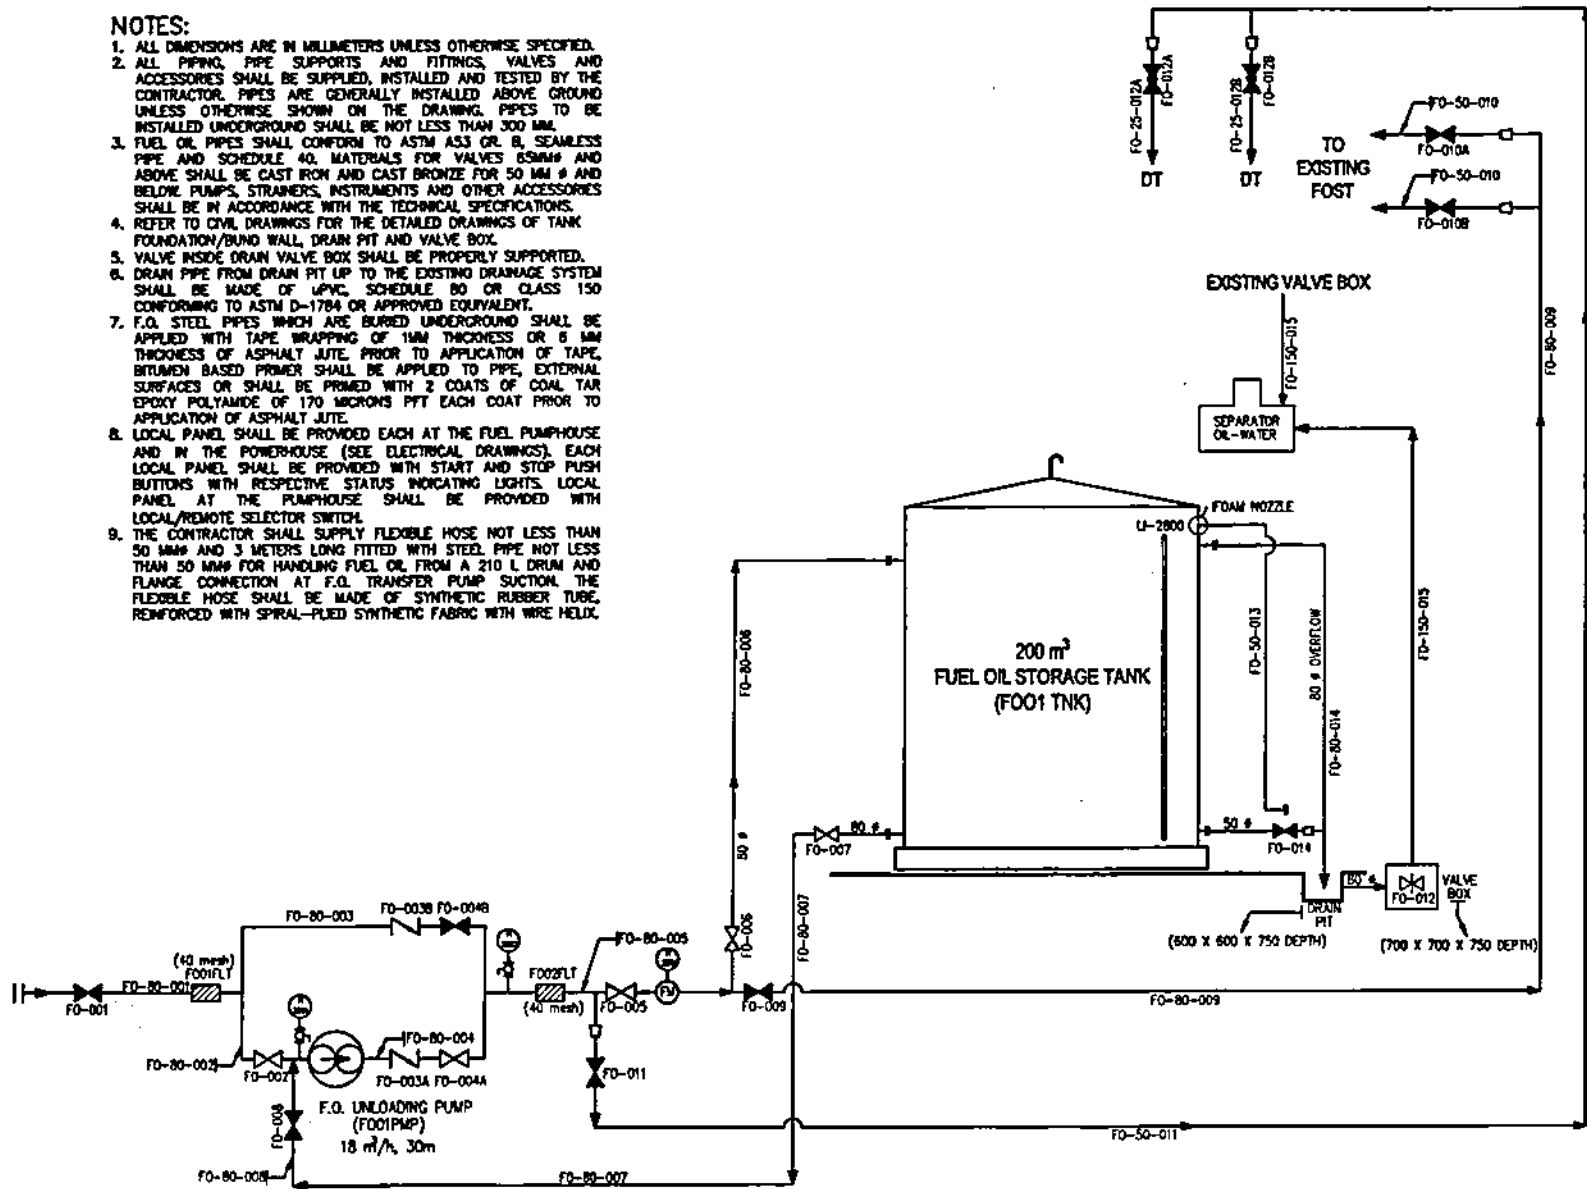 NOTES:
1. ALL DIMENSIONS ARE IN MILLIMETERS UNLESS OTHERWISE SPECIFIED.
2. ALL PIPING, PIPE SUPPORTS AND FITTINGS, VALVES AND
ACCESSORIES SHALL BE SUPPLIED, INSTALLED AND TESTED BY THE
CONTRACTOR. PIPES ARE GENERALLY INSTALLED ABOVE GROUND
UNLESS OTHERWISE SHOWN ON THE DRAWING. PIPES TO BE
INSTALLED UNDERGROUND SHALL BE NOT LESS THAN 300 MM.
3. FUEL OIL PIPES SHALL CONFORM TO ASTM A53 GR. B, SEAMLESS
PIPE AND SCHEDULE 40. MATERIALS FOR VALVES 65MMø AND
ABOVE SHALL BE CAST IRON AND CAST BRONZE FOR 50 MM ø AND
BELOW. PUMPS, STRAINERS, INSTRUMENTS AND OTHER ACCESSORIES
SHALL BE IN ACCORDANCE WITH THE TECHNICAL SPECIFICATIONS.
4. REFER TO CIVIL DRAWINGS FOR THE DETAILED DRAWINGS OF TANK
FOUNDATION/BUND WALL, DRAIN PIT AND VALVE BOX.
5. VALVE INSIDE DRAIN VALVE BOX SHALL BE PROPERLY SUPPORTED.
6. DRAIN PIPE FROM DRAIN PIT UP TO THE EXISTING DRAINAGE SYSTEM
SHALL BE MADE OF uPVC, SCHEDULE 80 OR CLASS 150
CONFORMING TO ASTM D-1784 OR APPROVED EQUIVALENT.
7. F.O. STEEL PIPES WHICH ARE BURIED UNDERGROUND SHALL BE
APPLIED WITH TAPE WRAPPING OF 1MM THICKNESS OR 6 MM
THICKNESS OF ASPHALT JUTE. PRIOR TO APPLICATION OF TAPE,
BITUMEN BASED PRIMER SHALL BE APPLIED TO PIPE, EXTERNAL
SURFACES OR SHALL BE PRIMED WITH 2 COATS OF COAL TAR
EPOXY POLYAMIDE OF 170 MICRONS PFT EACH COAT PRIOR TO
APPLICATION OF ASPHALT JUTE.
8. LOCAL PANEL SHALL BE PROVIDED EACH AT THE FUEL PUMPHOUSE
AND IN THE POWERHOUSE (SEE ELECTRICAL DRAWINGS). EACH
LOCAL PANEL SHALL BE PROVIDED WITH START AND STOP PUSH
BUTTONS WITH RESPECTIVE STATUS INDICATING LIGHTS. LOCAL
PANEL AT THE PUMPHOUSE SHALL BE PROVIDED WITH
LOCAL/REMOTE SELECTOR SWITCH.
9. THE CONTRACTOR SHALL SUPPLY FLEXIBLE HOSE NOT LESS THAN
50 MMø AND 3 METERS LONG FITTED WITH STEEL PIPE NOT LESS
THAN 50 MMø FOR HANDLING FUEL OIL FROM A 210 L DRUM AND
FLANGE CONNECTION AT F.O. TRANSFER PUMP SUCTION. THE
FLEXIBLE HOSE SHALL BE MADE OF SYNTHETIC RUBBER TUBE,
REINFORCED WITH SPIRAL-PLIED SYNTHETIC FABRIC WITH WIRE HELIX.
FO-25-012A
FO-012A
FO-25-012B
FO-012B
DT
DT
FO-50-010
FO-010A
TO
EXISTING
FOST
FO-50-010
FO-010B
EXISTING VALVE BOX
FO-150-015
FO-80-009
SEPARATOR
OIL-WATER
FOAM NOZZLE
LI-2800
200 m³
FUEL OIL STORAGE TANK
(FO01 TNK)
FO-80-006
FO-50-013
80 ø OVERFLOW
FO-80-014
FO-150-015
80 ø
FO-007
80 ø
50 ø
FO-014
80 ø
FO-012
VALVE
BOX
DRAIN
PIT
(600 X 600 X 750 DEPTH)
(700 X 700 X 750 DEPTH)
FO-80-003
FO-003B
FO-004B
FO-006
FO-80-007
(40 mesh)
FO01FLT
FO-80-001
FO-001
FO02FLT
(40 mesh)
FO-80-005
FO-005
FM
FO-009
FO-80-009
FO-80-002
FO-002
FO-80-004
FO-003A
FO-004A
FO-011
F.O. UNLOADING PUMP
(FO01PMP)
18 m³/h, 30m
FO-008
FO-80-008
FO-80-007
FO-50-011